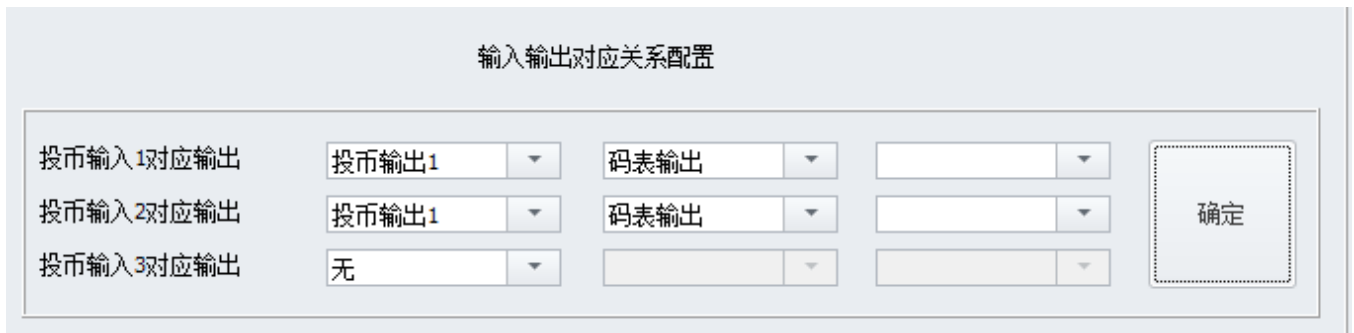 输入输出对应关系配置
投币输入1对应输出 投币输出1 码表输出
投币输入2对应输出 投币输出1 码表输出 确定
投币输入3对应输出 无